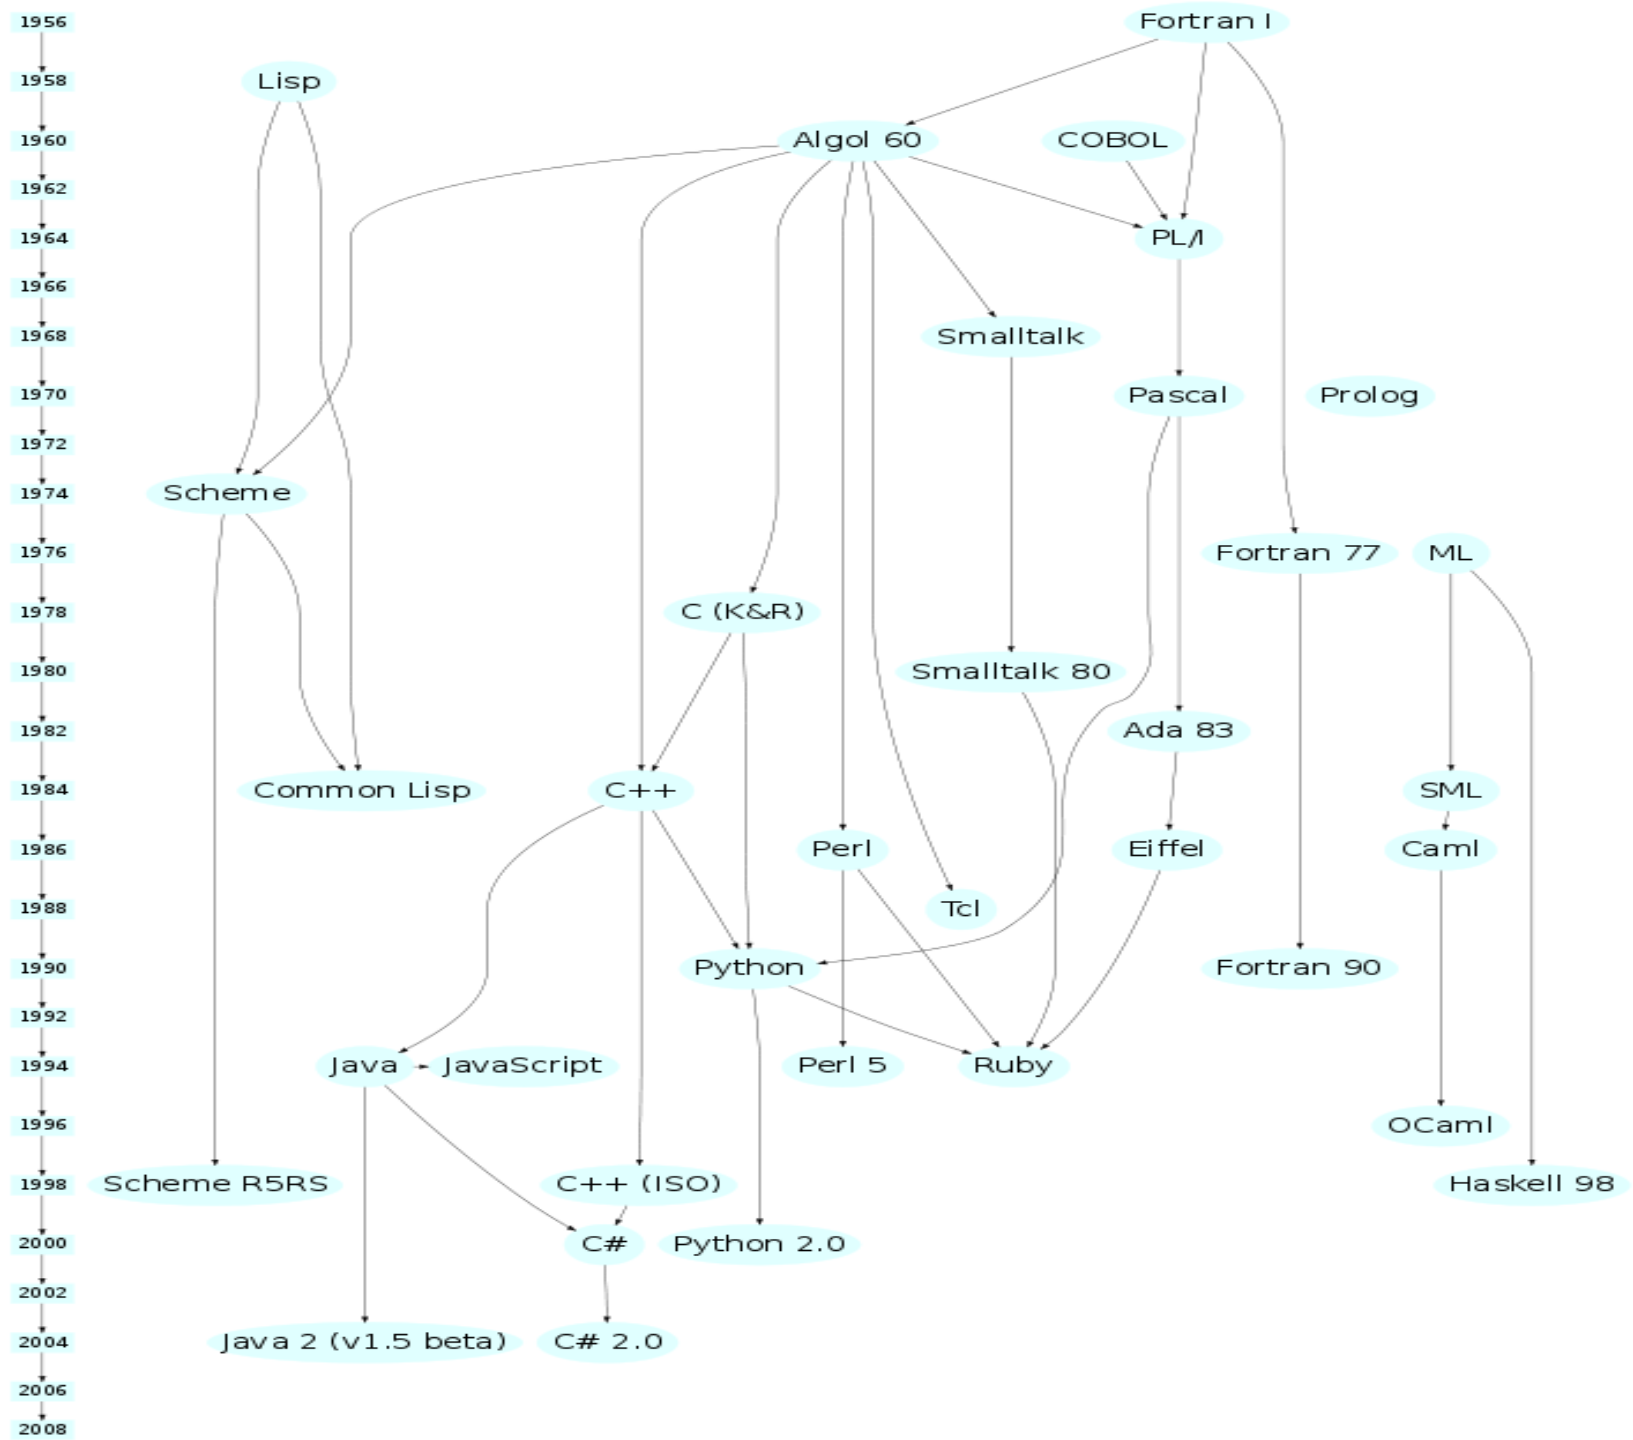 1956
Fortran I
1958
Lisp
1960
Algol 60
COBOL
1962
1964
PL/I
1966
1968
Smalltalk
1970
Pascal
Prolog
1972
1974
Scheme
1976
Fortran 77
ML
1978
C (K&R)
1980
Smalltalk 80
1982
Ada 83
1984
Common Lisp
C++
SML
1986
Perl
Eiffel
Caml
1988
Tcl
1990
Python
Fortran 90
1992
1994
Java
JavaScript
Perl 5
Ruby
1996
OCaml
1998
Scheme R5RS
C++ (ISO)
Haskell 98
2000
C#
Python 2.0
2002
2004
Java 2 (v1.5 beta)
C# 2.0
2006
2008